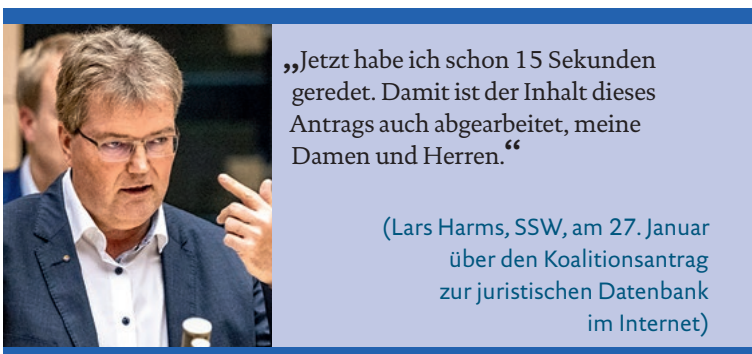 „Jetzt habe ich schon 15 Sekunden
geredet. Damit ist der Inhalt dieses
Antrags auch abgearbeitet, meine
Damen und Herren.“
(Lars Harms, SSW, am 27. Januar
über den Koalitionsantrag
zur juristischen Datenbank
im Internet)